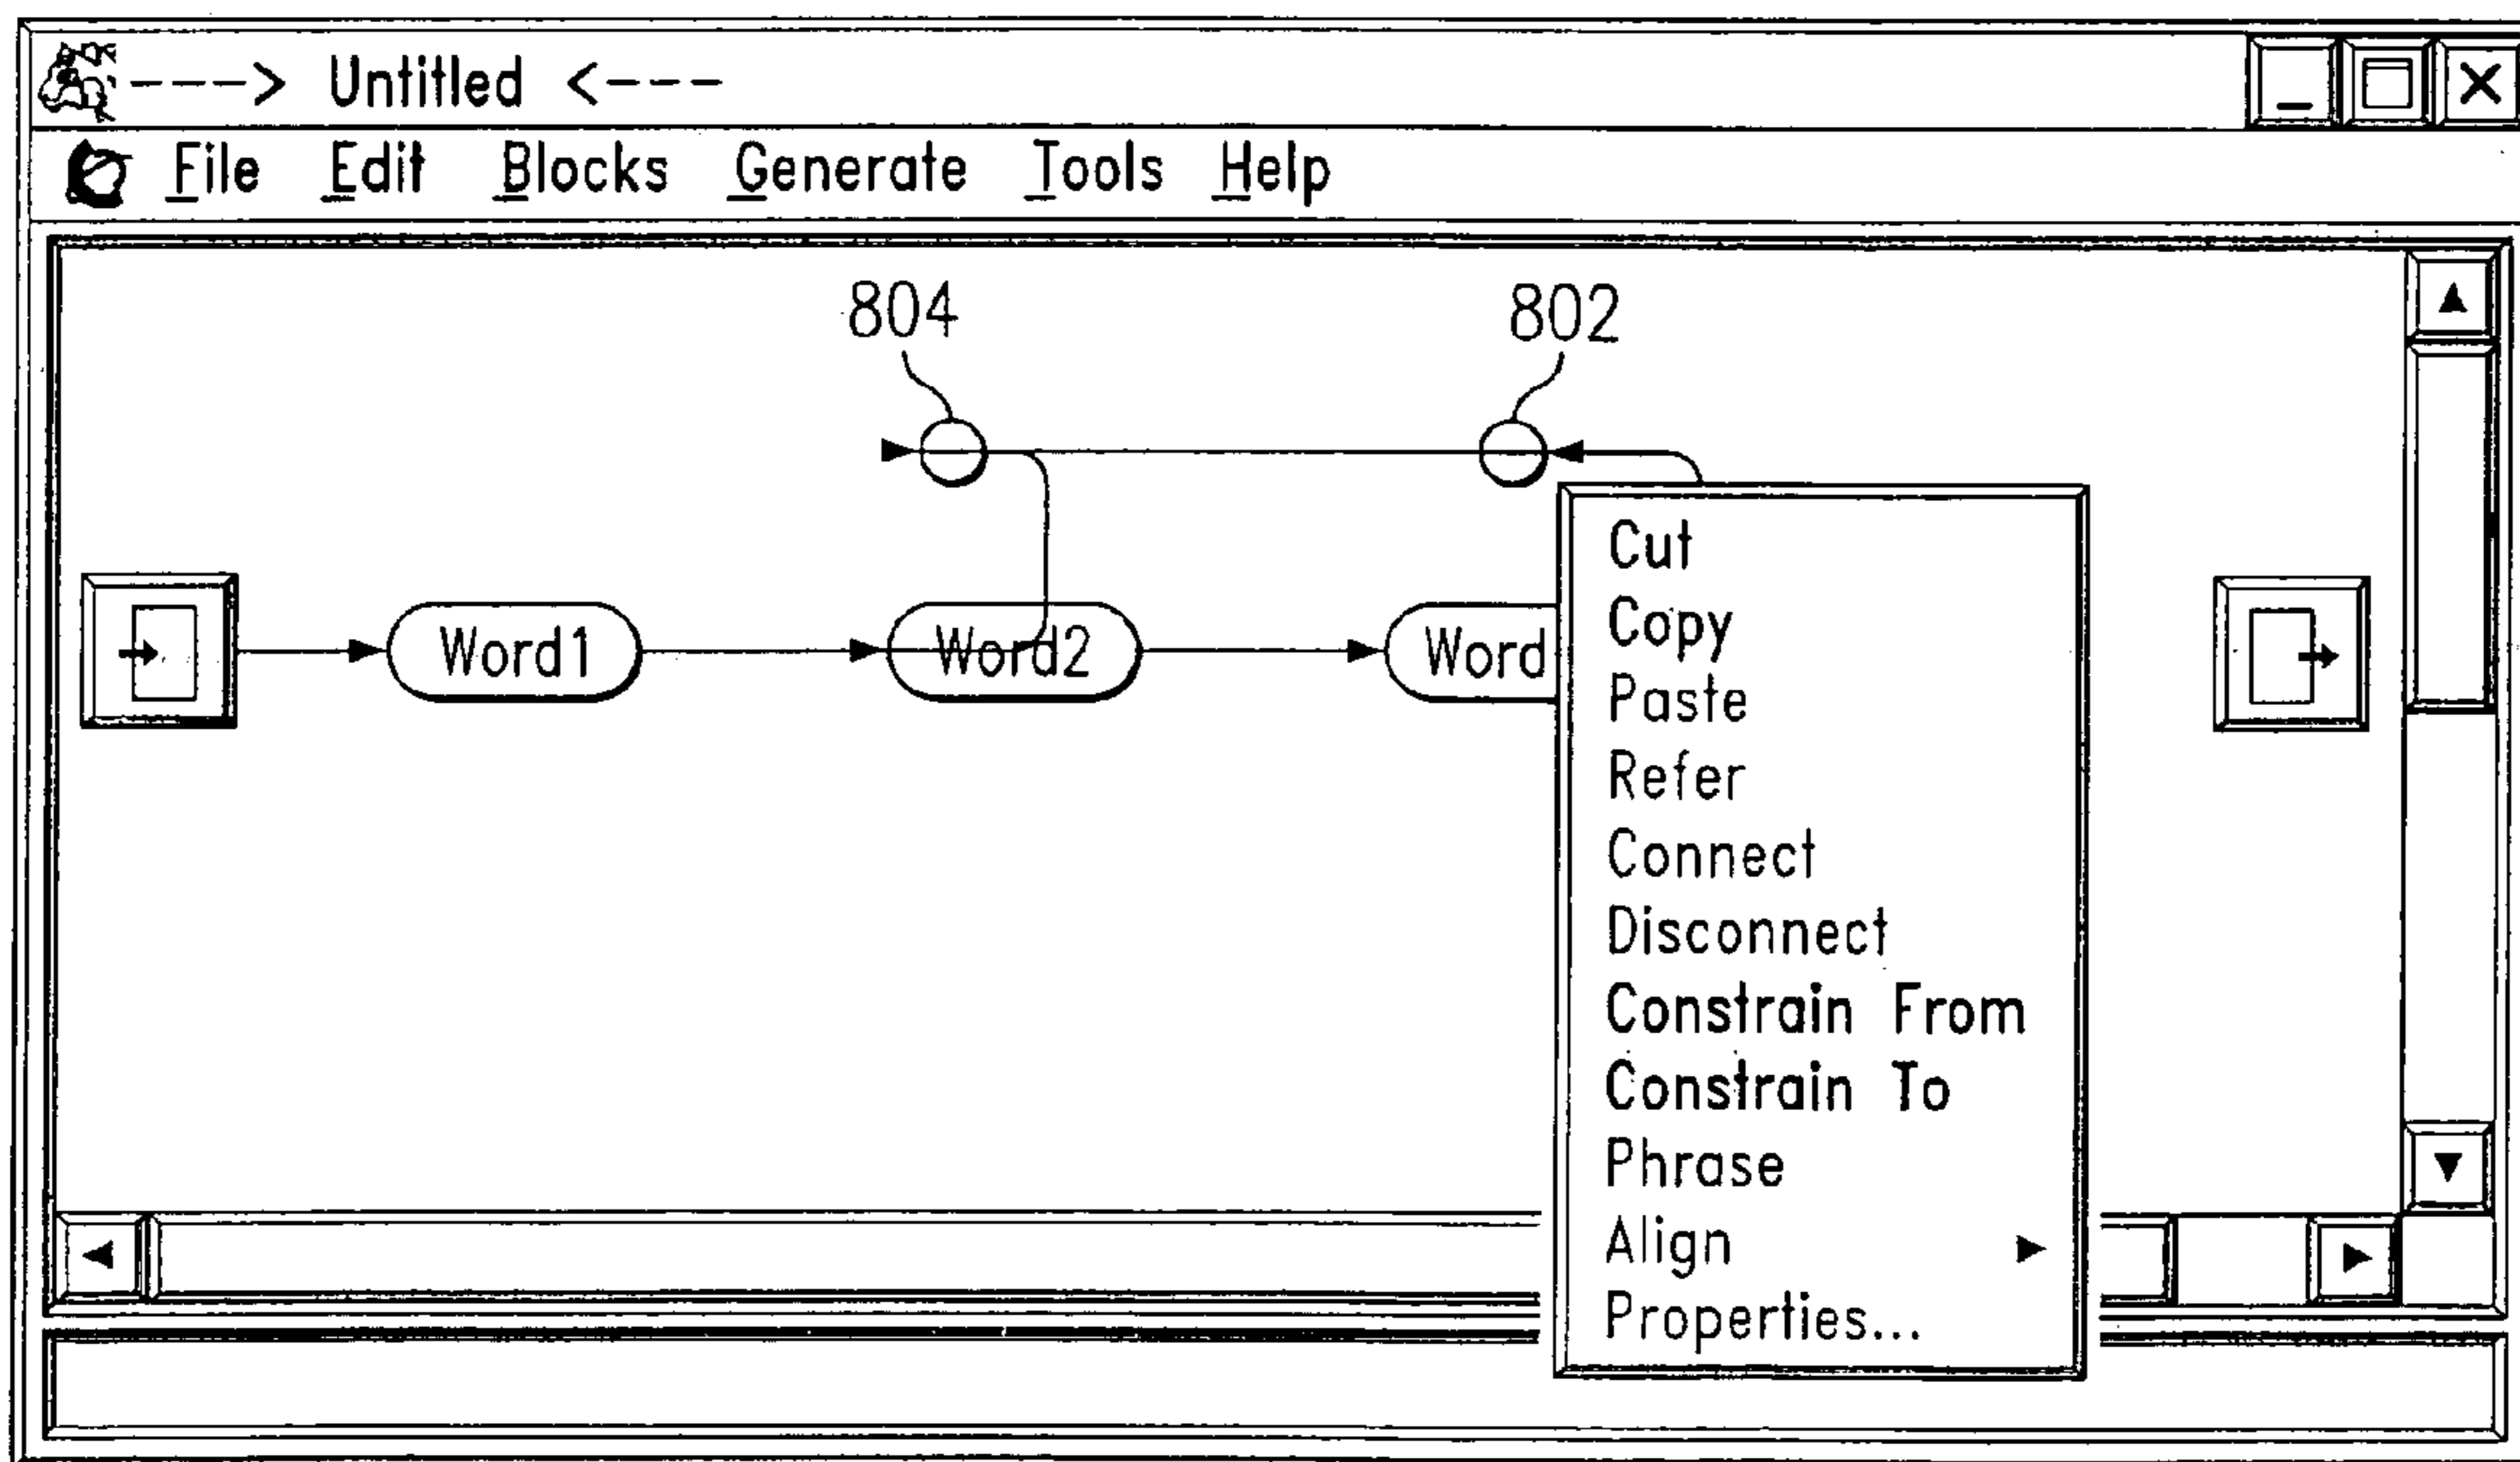 ----> Untitled <---
File Edit Blocks Generate Tools Help
804 802
Word1 Word2 Word
Cut
Copy
Paste
Refer
Connect
Disconnect
Constrain From
Constrain To
Phrase
Align
Properties...